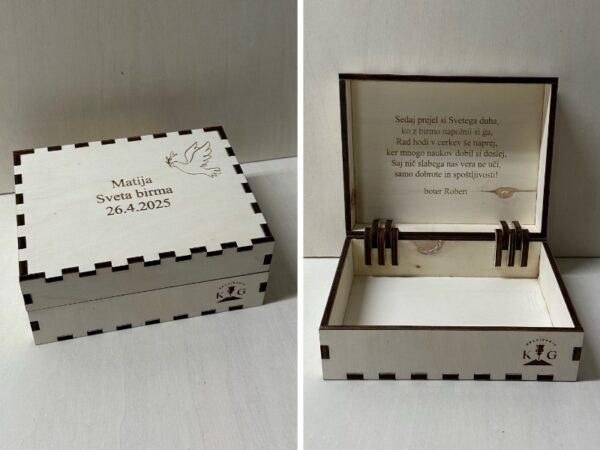 Matija
Sveta birma
26.4.2025
K G
Sedaj prejel si Svetega duha,
ko z birmo napolnil si ga,
Rad hodi v cerkev še naprej,
ker mnogo naukov dobil si doslej,
Saj nič slabega nas vera ne uči,
samo dobrote in spoštljivosti!
boter Robert
K G